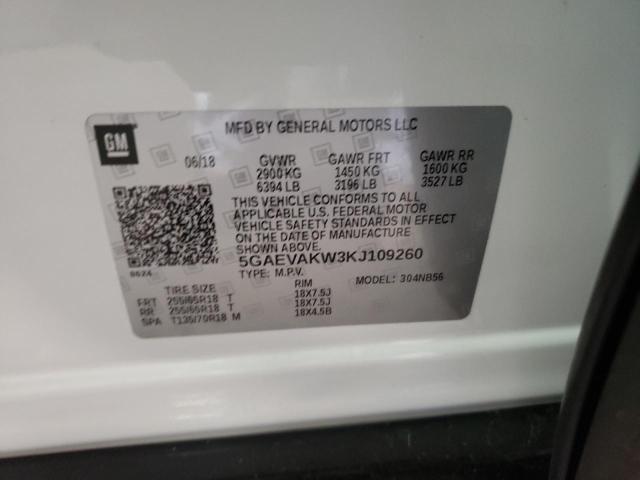 GM
MFD BY GENERAL MOTORS LLC
06/18 GVWR GAWR FRT GAWR RR
2900 KG 1450 KG 1600 KG
6394 LB 3196 LB 3527 LB
THIS VEHICLE CONFORMS TO ALL
APPLICABLE U.S. FEDERAL MOTOR
VEHICLE SAFETY STANDARDS IN EFFECT
ON THE DATE OF MANUFACTURE
SHOWN ABOVE.
5GAEVAKW3KJ109260
8624
TYPE: M.P.V. MODEL: 304NB56
TIRE SIZE RIM
FRT 255/65R18 T 18X7.5J
RR 255/65R18 T 18X7.5J
SPA T135/70R18 M 18X4.5B